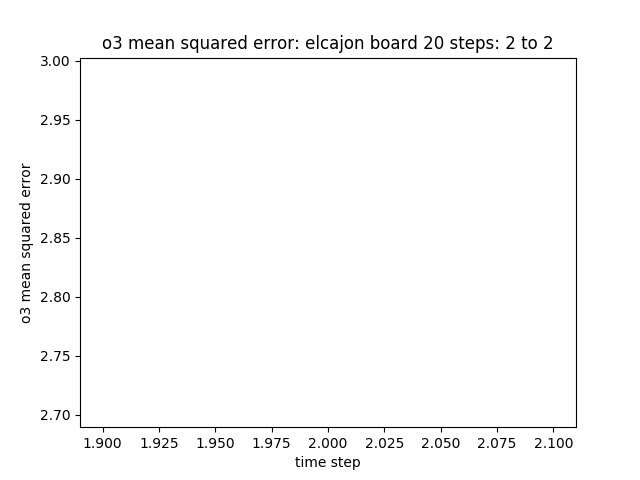 o3 mean squared error: elcajon board 20 steps: 2 to 2
3.00
2.95
2.90
2.85
2.80
2.75
2.70
o3 mean squared error
1.900 1.925 1.950 1.975 2.000 2.025 2.050 2.075 2.100
time step